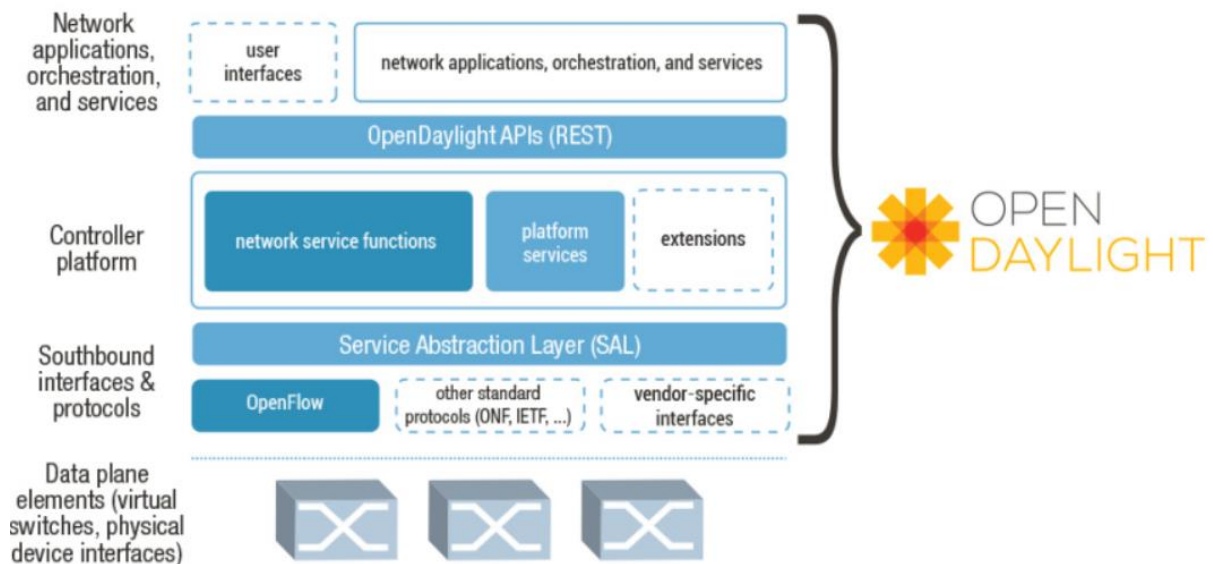 Network
applications,
orchestration,
and services
user
interfaces
network applications, orchestration, and services
OpenDaylight APIs (REST)
Controller
platform
network service functions
platform
services
extensions
OPEN
DAYLIGHT
Southbound
interfaces &
protocols
Service Abstraction Layer (SAL)
OpenFlow
other standard
protocols (ONF, IETF, ...)
vendor-specific
interfaces
Data plane
elements (virtual
switches, physical
device interfaces)